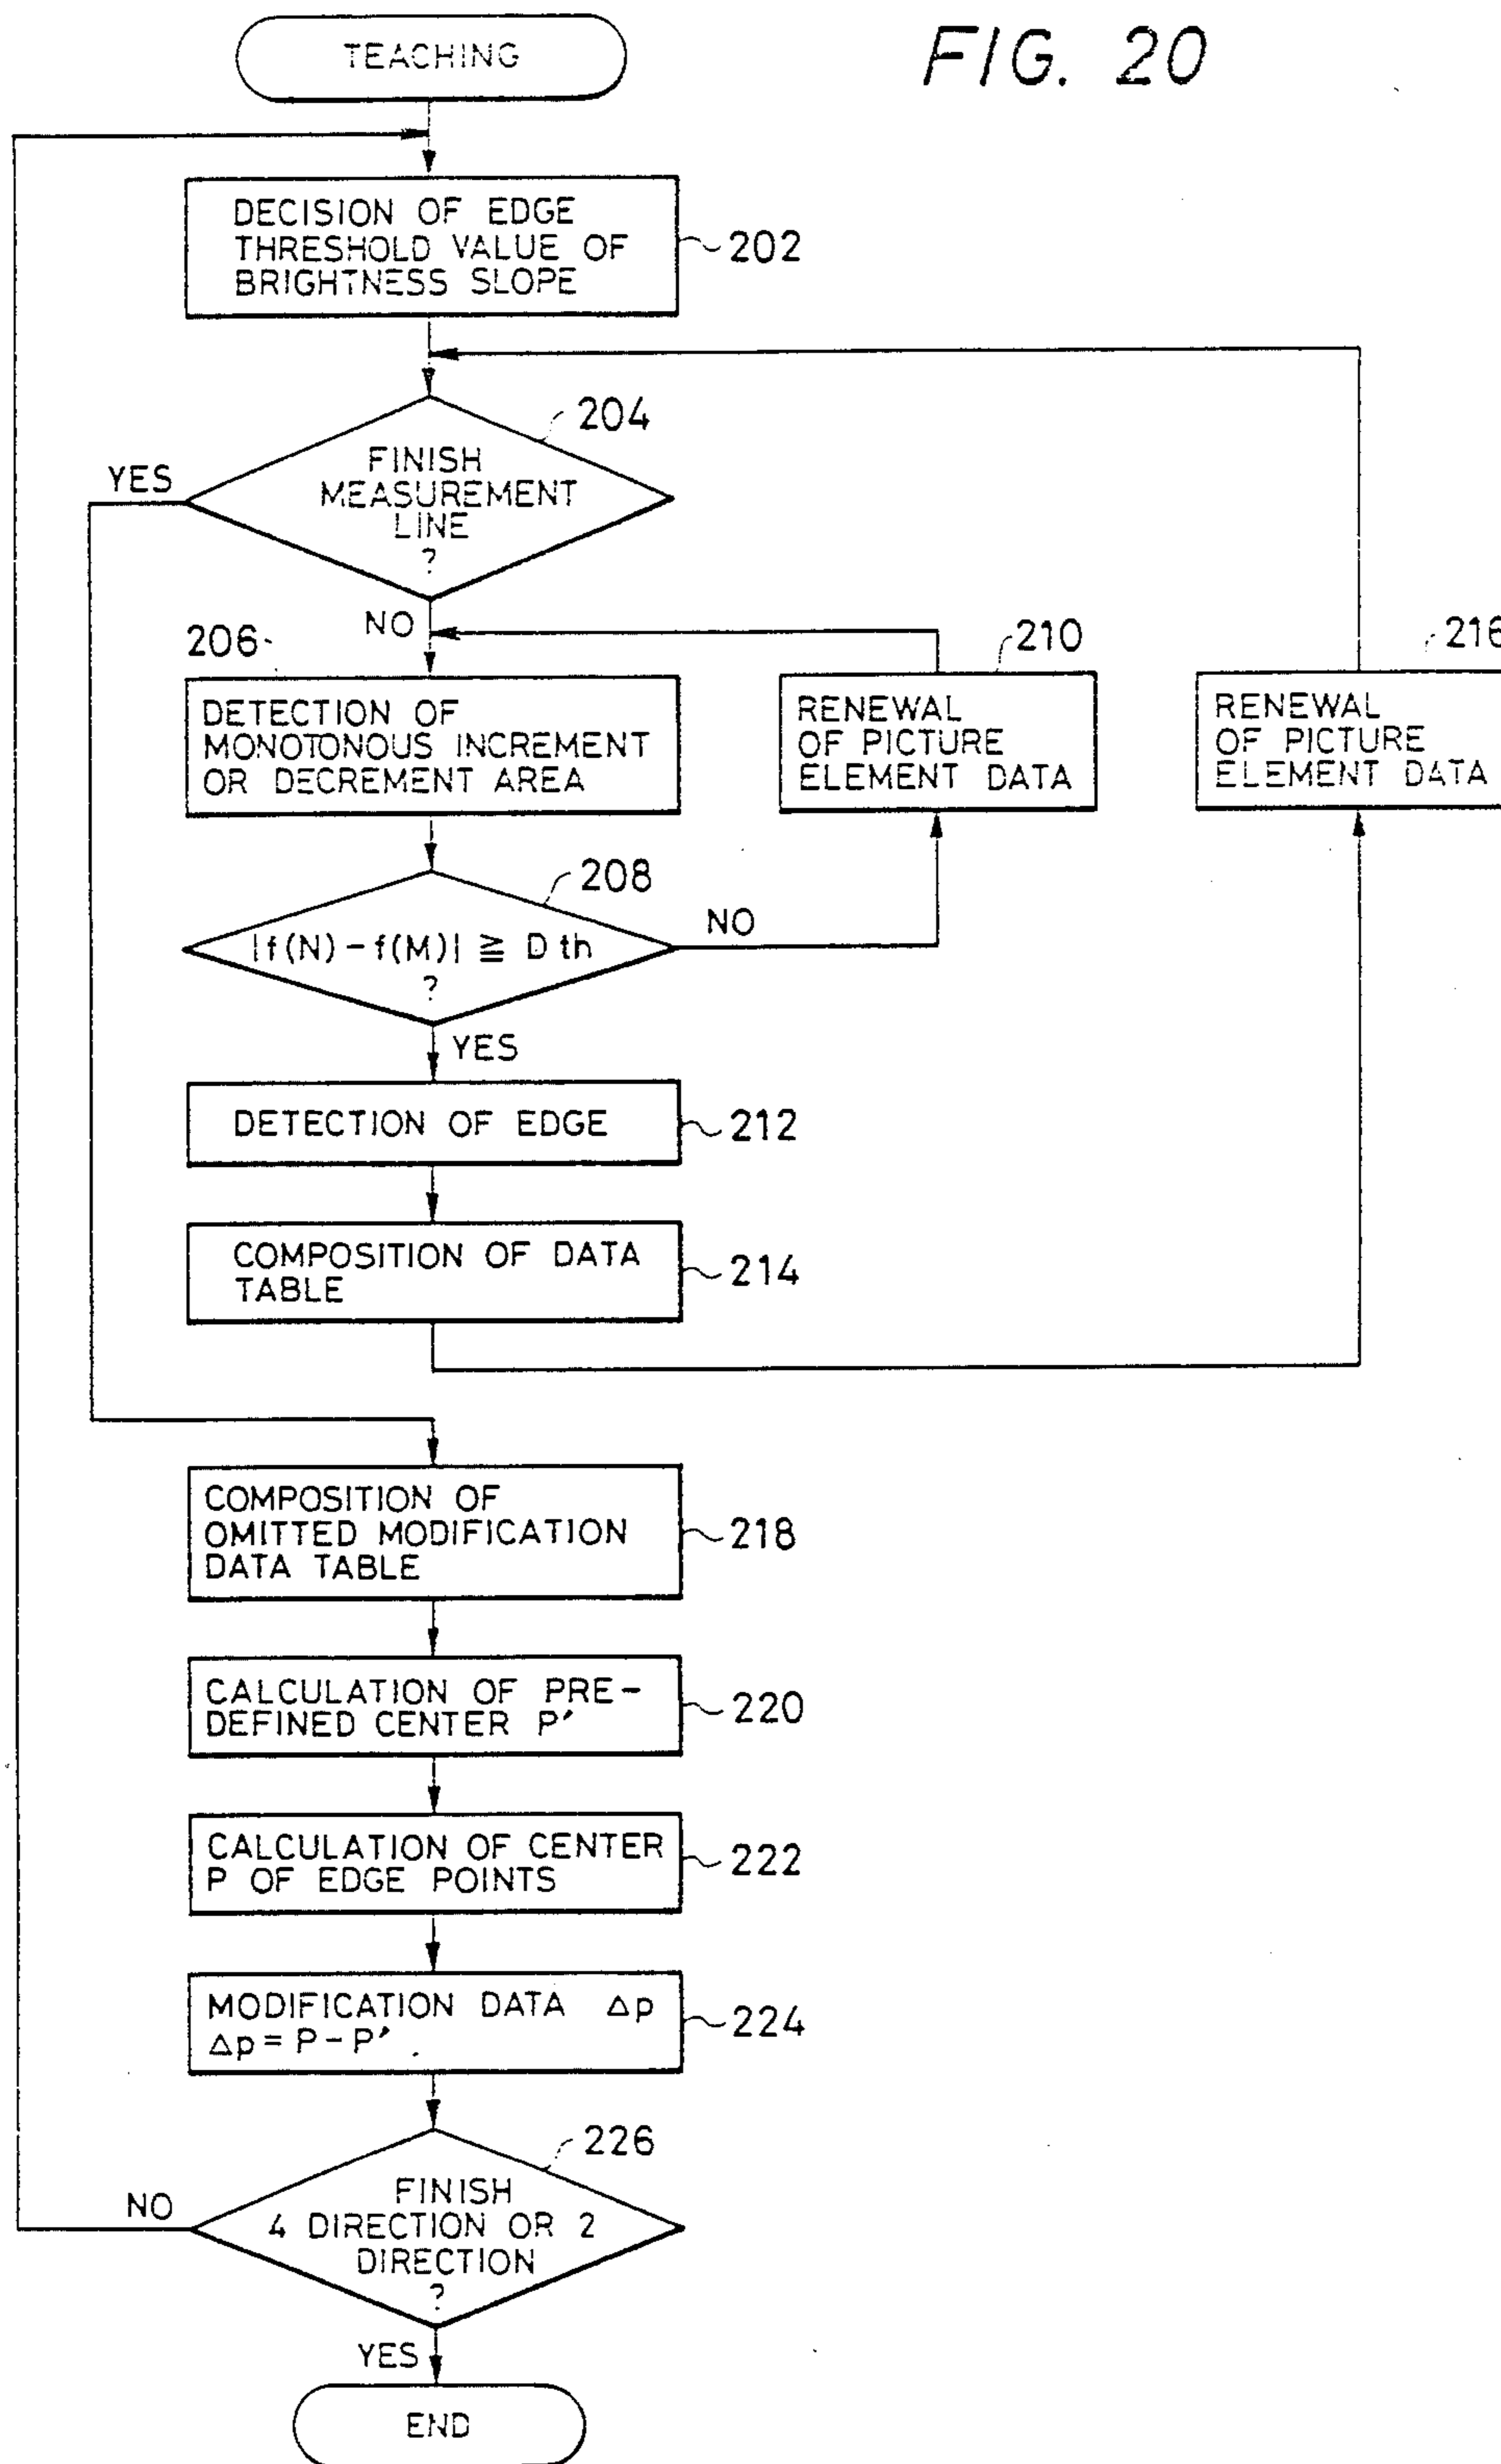 FIG. 20
TEACHING
DECISION OF EDGE
THRESHOLD VALUE OF
BRIGHTNESS SLOPE
202
204
FINISH
MEASUREMENT
LINE
?
YES
NO
206
DETECTION OF
MONOTONOUS INCREMENT
OR DECREMENT AREA
210
RENEWAL
OF PICTURE
ELEMENT DATA
216
RENEWAL
OF PICTURE
ELEMENT DATA
208
|f(N)-f(M)| ≧ Dth
?
NO
YES
DETECTION OF EDGE
212
COMPOSITION OF DATA
TABLE
214
COMPOSITION OF
OMITTED MODIFICATION
DATA TABLE
218
CALCULATION OF PRE-
DEFINED CENTER P'
220
CALCULATION OF CENTER
P OF EDGE POINTS
222
MODIFICATION DATA Δp
Δp = P - P'
224
226
FINISH
4 DIRECTION OR 2
DIRECTION
?
NO
YES
END